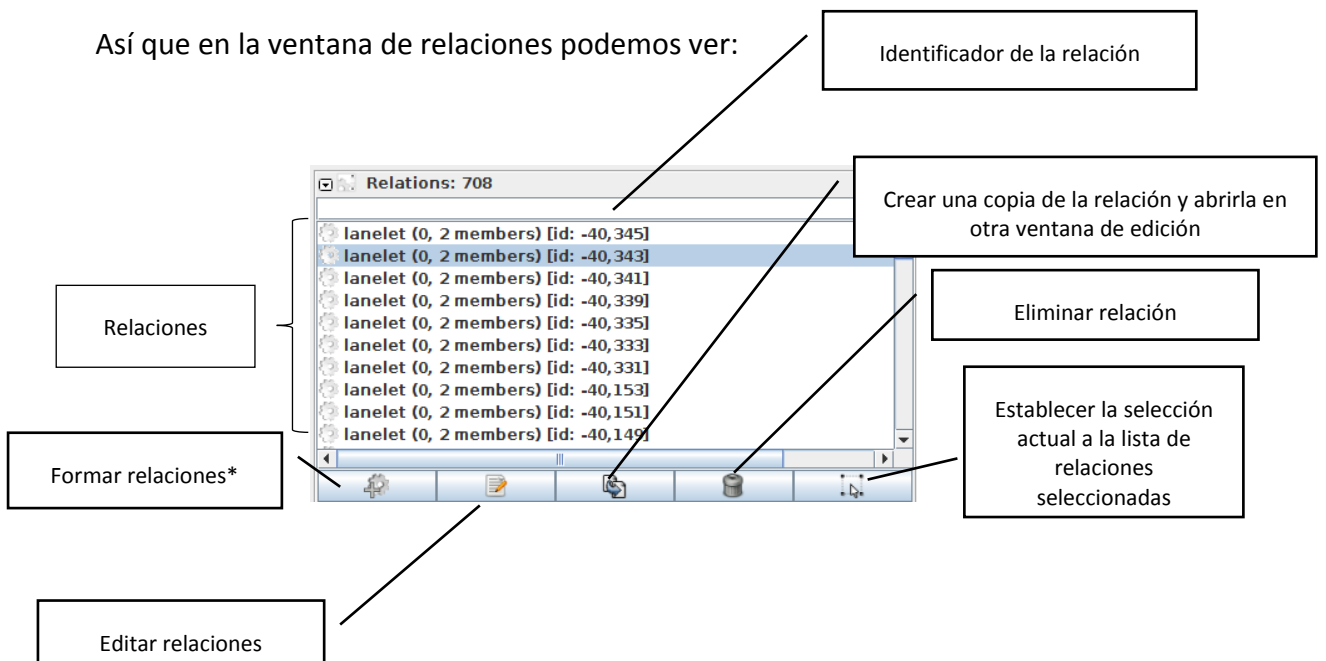 Así que en la ventana de relaciones podemos ver:
Identificador de la relación
Relations: 708
Crear una copia de la relación y abrirla en
otra ventana de edición
lanelet (0, 2 members) [id: -40,345]
lanelet (0, 2 members) [id: -40,343]
lanelet (0, 2 members) [id: -40,341]
lanelet (0, 2 members) [id: -40,339]
lanelet (0, 2 members) [id: -40,335]
lanelet (0, 2 members) [id: -40,333]
lanelet (0, 2 members) [id: -40,331]
lanelet (0, 2 members) [id: -40,153]
lanelet (0, 2 members) [id: -40,151]
lanelet (0, 2 members) [id: -40,149]
Relaciones
Eliminar relación
Establecer la selección
actual a la lista de
relaciones
seleccionadas
Formar relaciones*
Editar relaciones